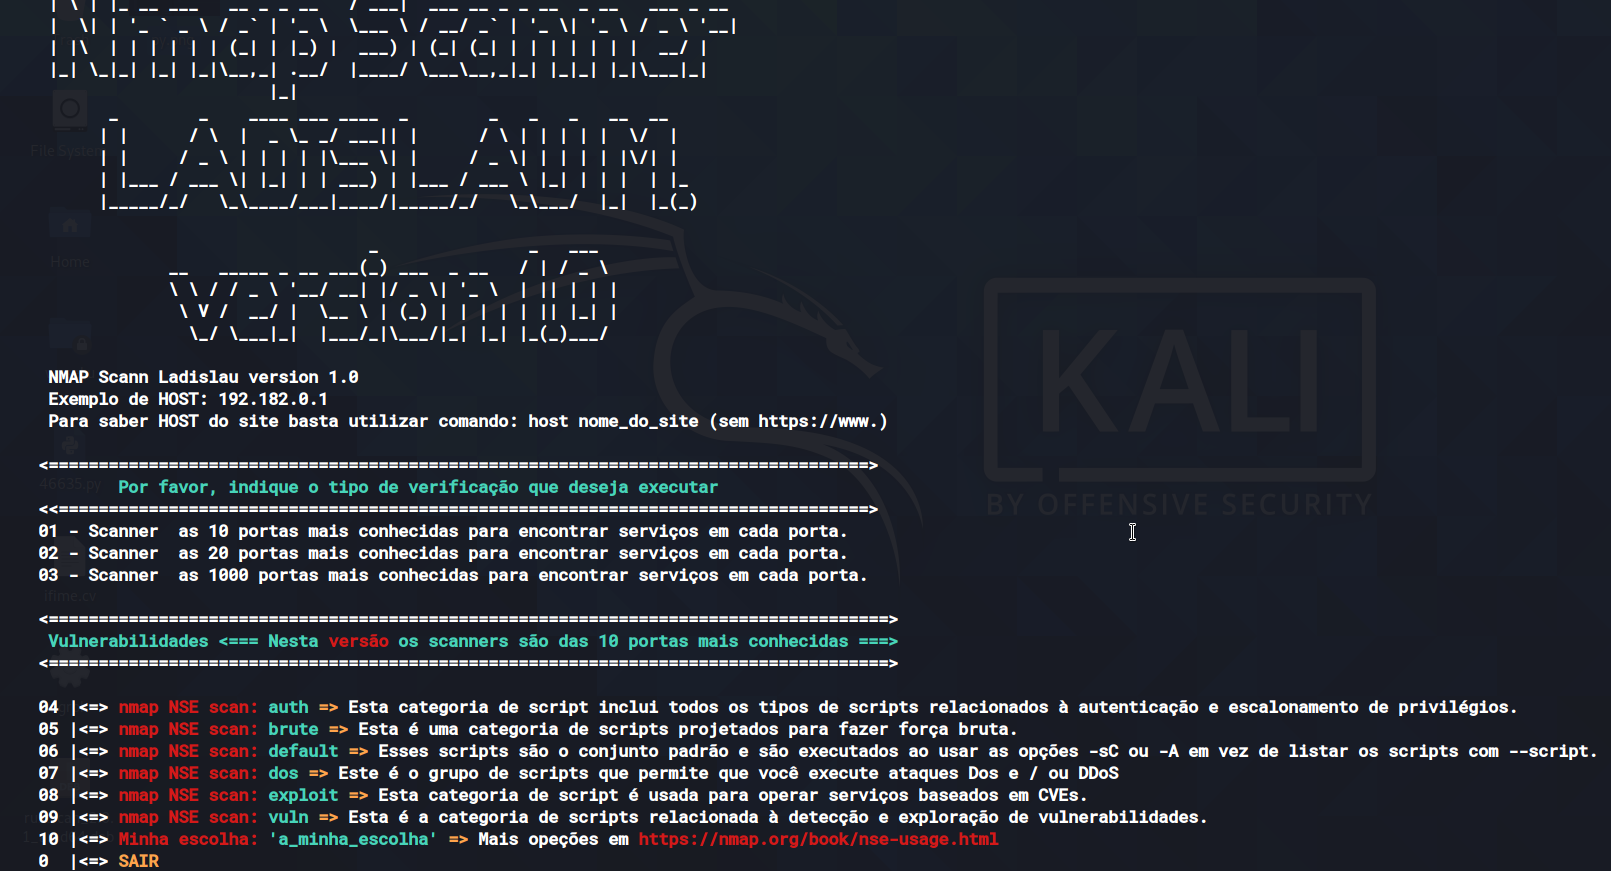 Nmap Scanner
LADISLAU M.
version 1.0
NMAP Scann Ladislau version 1.0
Exemplo de HOST: 192.182.0.1
Para saber HOST do site basta utilizar comando: host nome_do_site (sem https://www.)
<=================================================================================>
Por favor, indique o tipo de verificação que deseja executar
<<================================================================================>
01 - Scanner  as 10 portas mais conhecidas para encontrar serviços em cada porta.
02 - Scanner  as 20 portas mais conhecidas para encontrar serviços em cada porta.
03 - Scanner  as 1000 portas mais conhecidas para encontrar serviços em cada porta.
<===================================================================================>
Vulnerabilidades <=== Nesta versão os scanners são das 10 portas mais conhecidas ===>
<===================================================================================>
04 |<=> nmap NSE scan: auth => Esta categoria de script inclui todos os tipos de scripts relacionados à autenticação e escalonamento de privilégios.
05 |<=> nmap NSE scan: brute => Esta é uma categoria de scripts projetados para fazer força bruta.
06 |<=> nmap NSE scan: default => Esses scripts são o conjunto padrão e são executados ao usar as opções -sC ou -A em vez de listar os scripts com --script.
07 |<=> nmap NSE scan: dos => Este é o grupo de scripts que permite que você execute ataques Dos e / ou DDoS
08 |<=> nmap NSE scan: exploit => Esta categoria de script é usada para operar serviços baseados em CVEs.
09 |<=> nmap NSE scan: vuln => Esta é a categoria de scripts relacionada à detecção e exploração de vulnerabilidades.
10 |<=> Minha escolha: 'a_minha_escolha' => Mais opeções em https://nmap.org/book/nse-usage.html
0  |<=> SAIR
KALI
BY OFFENSIVE SECURITY
File System
Home
46635.py